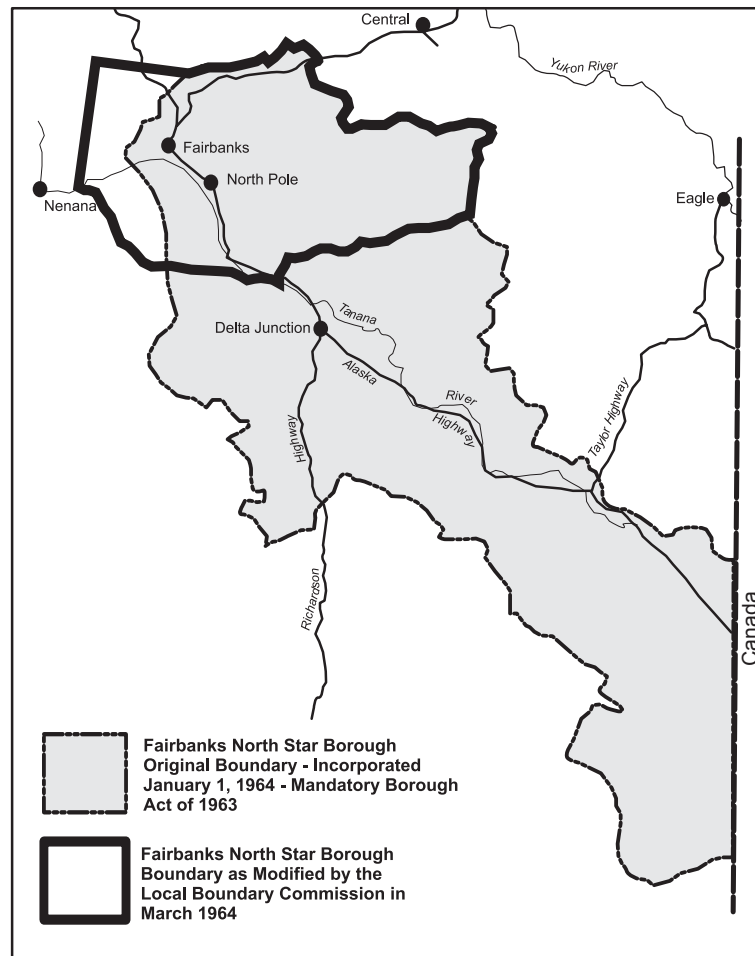 Central
Yukon River
Fairbanks
North Pole
Nenana
Eagle
Tanana
Delta Junction
Alaska
River
Highway
Taylor Highway
Highway
Richardson
Canada
Fairbanks North Star Borough
Original Boundary - Incorporated
January 1, 1964 - Mandatory Borough
Act of 1963
Fairbanks North Star Borough
Boundary as Modified by the
Local Boundary Commission in
March 1964